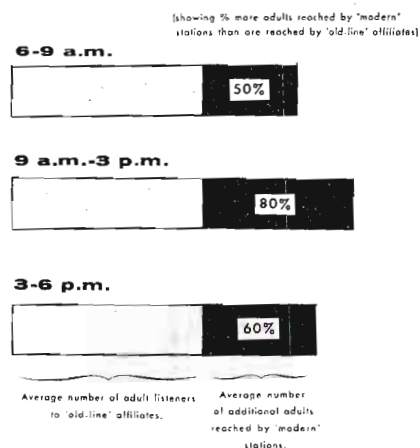 (showing % more adults reached by "modern"
stations than are reached by 'old-line' affiliates)
6-9 a.m.
50%
9 a.m.-3 p.m.
80%
3-6 p.m.
60%
Average number of adult listeners
to 'old-line' affiliates.
Average number
of additional adults
reached by 'modern'
stations.